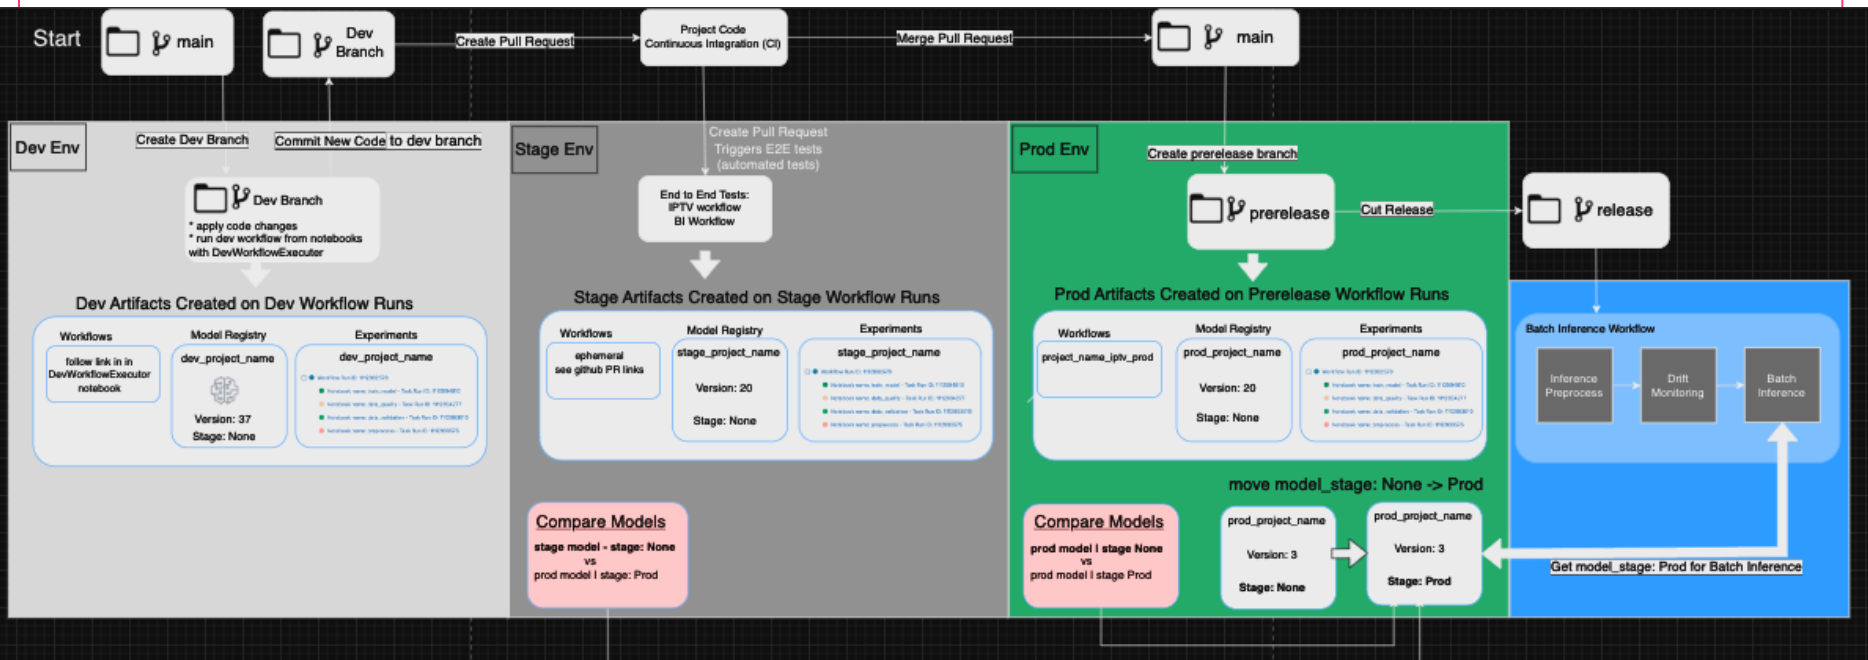 Start
main
Dev
Branch
Create Pull Request
Project Code
Continuous Integration (CI)
Merge Pull Request
main
Dev Env
Create Dev Branch
Commit New Code to dev branch
Dev Branch
* apply code changes
* run dev workflow from notebooks
with DevWorkflowExecuter
Dev Artifacts Created on Dev Workflow Runs
Workflows
follow link in in
DevWorkflowExecutor
notebook
Model Registry
dev_project_name
Version: 37
Stage: None
Experiments
dev_project_name
Stage Env
Create Pull Request
Triggers E2E tests
(automated tests)
End to End Tests:
IPTV workflow
BI Workflow
Stage Artifacts Created on Stage Workflow Runs
Workflows
ephemeral
see github PR links
Model Registry
stage_project_name
Version: 20
Stage: None
Experiments
stage_project_name
Compare Models
stage model - stage: None
vs
prod model | stage: Prod
Prod Env
Create prerelease branch
prerelease
Cut Release
release
Prod Artifacts Created on Prerelease Workflow Runs
Workflows
project_name_iptv_prod
Model Registry
prod_project_name
Version: 20
Stage: None
Experiments
prod_project_name
move model_stage: None -> Prod
Compare Models
prod model | stage None
vs
prod model | stage Prod
prod_project_name
Version: 3
Stage: None
prod_project_name
Version: 3
Stage: Prod
Batch Inference Workflow
Inference
Preprocess
Drift
Monitoring
Batch
Inference
Get model_stage: Prod for Batch Inference